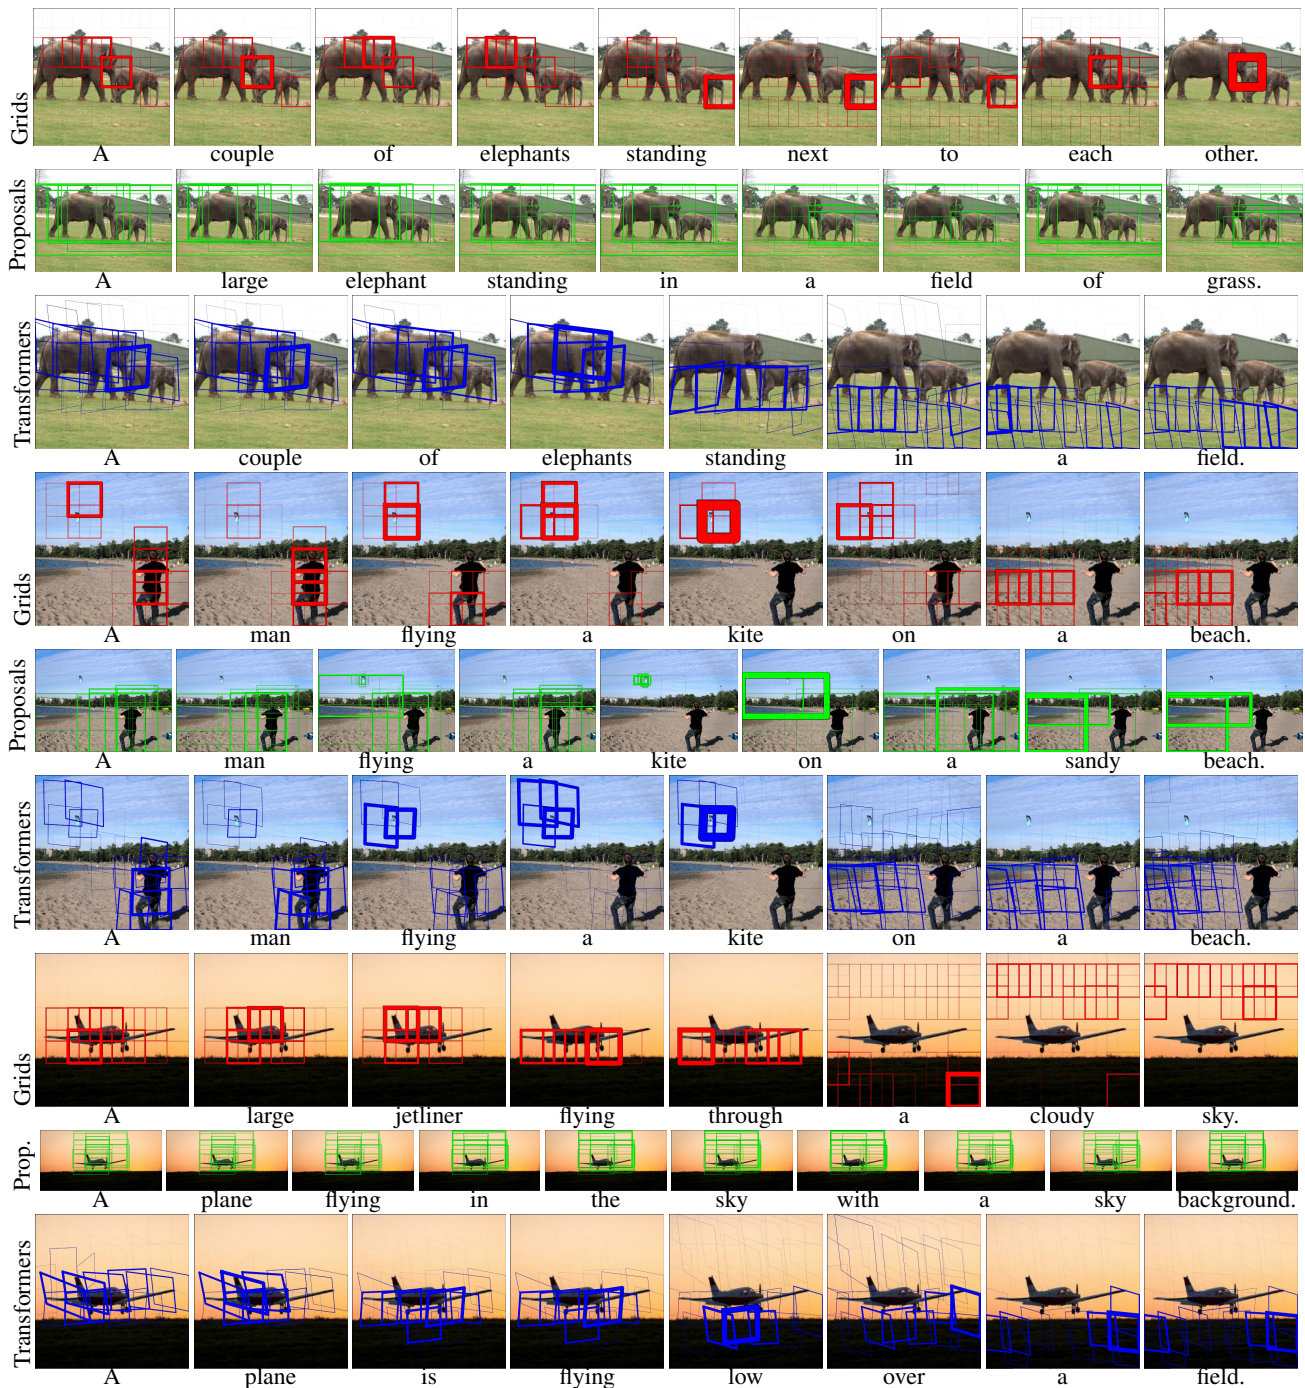 Grids
A couple of elephants standing next to each other.
Proposals
A large elephant standing in a field of grass.
Transformers
A couple of elephants standing in a field.
Grids
A man flying a kite on a beach.
Proposals
A man flying a kite on a sandy beach.
Transformers
A man flying a kite on a beach.
Grids
A large jetliner flying through a cloudy sky.
Prop.
A plane flying in the sky with a sky background.
Transformers
A plane is flying low over a field.